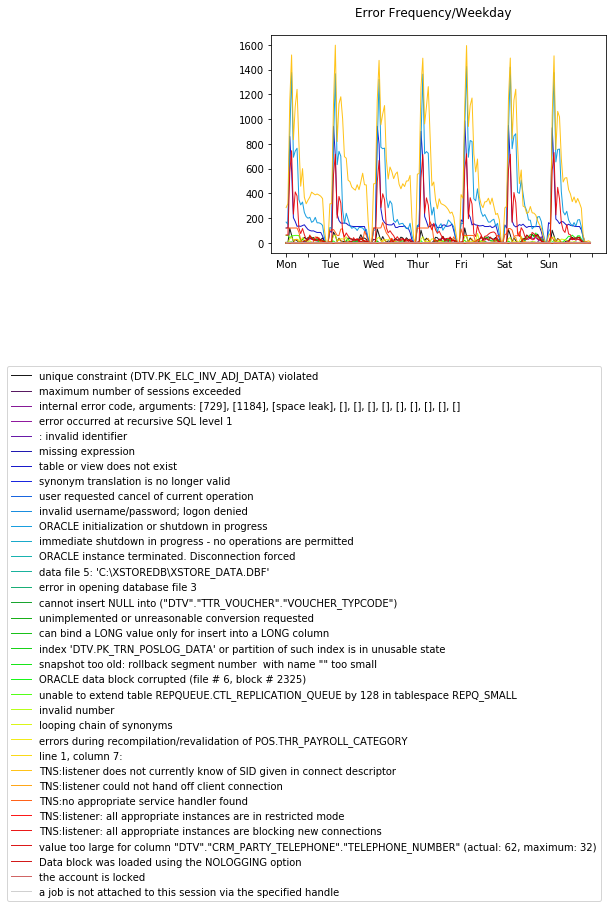 Error Frequency/Weekday
1600
1400
1200
1000
800
600
400
200
0
Mon Tue Wed Thur Fri Sat Sun
unique constraint (DTV.PK_ELC_INV_ADJ_DATA) violated
maximum number of sessions exceeded
internal error code, arguments: [729], [1184], [space leak], [], [], [], [], [], [], [], [], []
error occurred at recursive SQL level 1
: invalid identifier
missing expression
table or view does not exist
synonym translation is no longer valid
user requested cancel of current operation
invalid username/password; logon denied
ORACLE initialization or shutdown in progress
immediate shutdown in progress - no operations are permitted
ORACLE instance terminated. Disconnection forced
data file 5: 'C:\XSTOREDB\XSTORE_DATA.DBF'
error in opening database file 3
cannot insert NULL into ("DTV"."TTR_VOUCHER"."VOUCHER_TYPCODE")
unimplemented or unreasonable conversion requested
can bind a LONG value only for insert into a LONG column
index 'DTV.PK_TRN_POSLOG_DATA' or partition of such index is in unusable state
snapshot too old: rollback segment number  with name "" too small
ORACLE data block corrupted (file # 6, block # 2325)
unable to extend table REPQUEUE.CTL_REPLICATION_QUEUE by 128 in tablespace REPQ_SMALL
invalid number
looping chain of synonyms
errors during recompilation/revalidation of POS.THR_PAYROLL_CATEGORY
line 1, column 7:
TNS:listener does not currently know of SID given in connect descriptor
TNS:listener could not hand off client connection
TNS:no appropriate service handler found
TNS:listener: all appropriate instances are in restricted mode
TNS:listener: all appropriate instances are blocking new connections
value too large for column "DTV"."CRM_PARTY_TELEPHONE"."TELEPHONE_NUMBER" (actual: 62, maximum: 32)
Data block was loaded using the NOLOGGING option
the account is locked
a job is not attached to this session via the specified handle